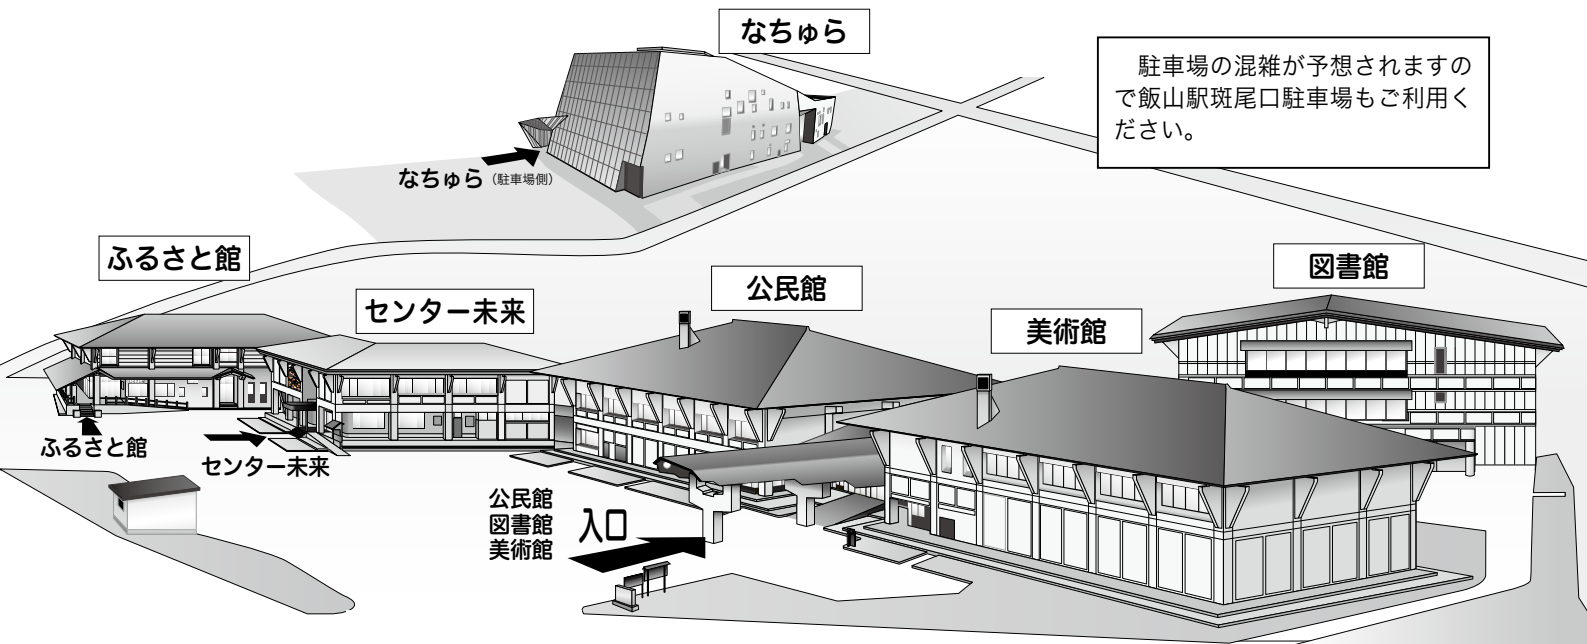 なちゅら
駐車場の混雑が予想されますの
で飯山駅斑尾口駐車場もご利用く
ださい。
なちゅら(駐車場側)
ふるさと館
センター未来
公民館
美術館
図書館
ふるさと館
センター未来
公民館
図書館
美術館
入口